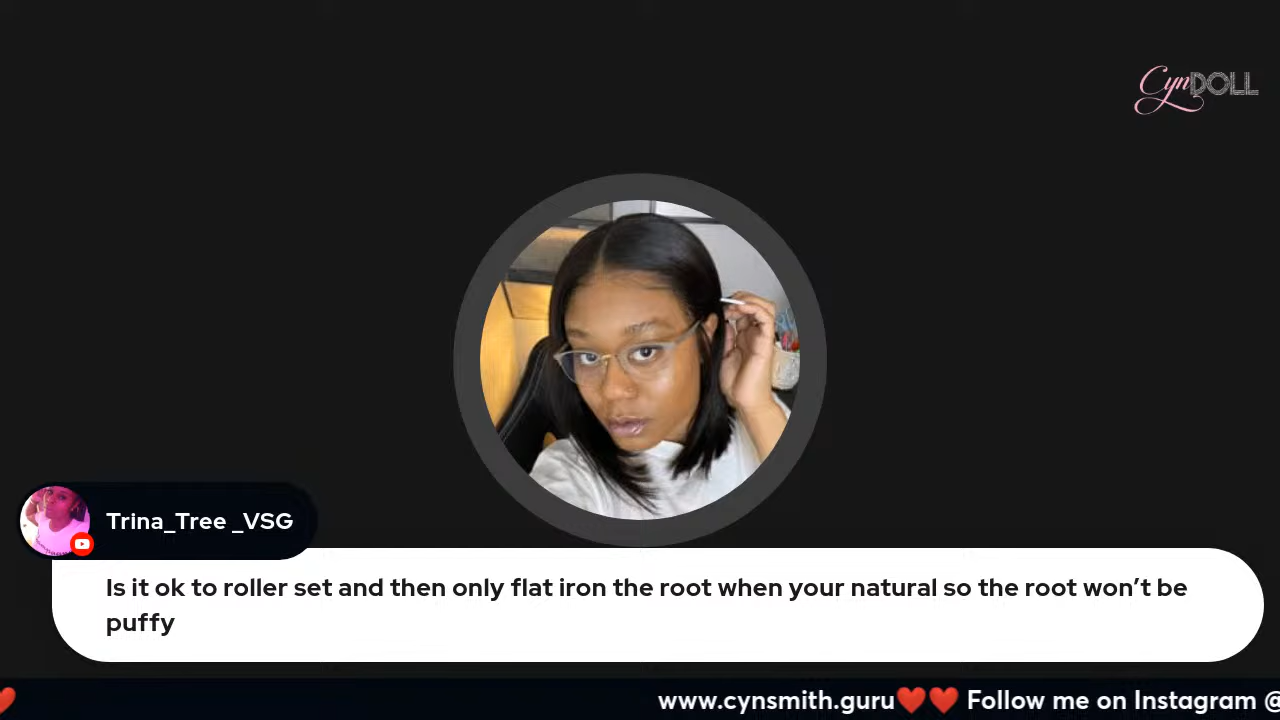 CynDOLL
Trina_Tree _VSG
Is it ok to roller set and then only flat iron the root when your natural so the root won’t be
puffy
❤️ www.cynsmith.guru❤️❤️ Follow me on Instagram @